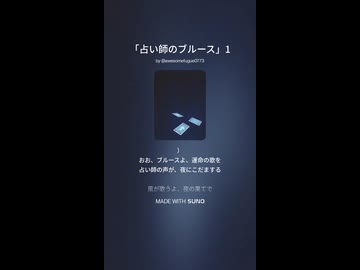 「占い師のブルース」1
by @awesomefugue0773
)
おお、ブルースよ、運命の歌を
占い師の声が、夜にこだまする
風が歌うよ、夜の果てで
MADE WITH SUNO